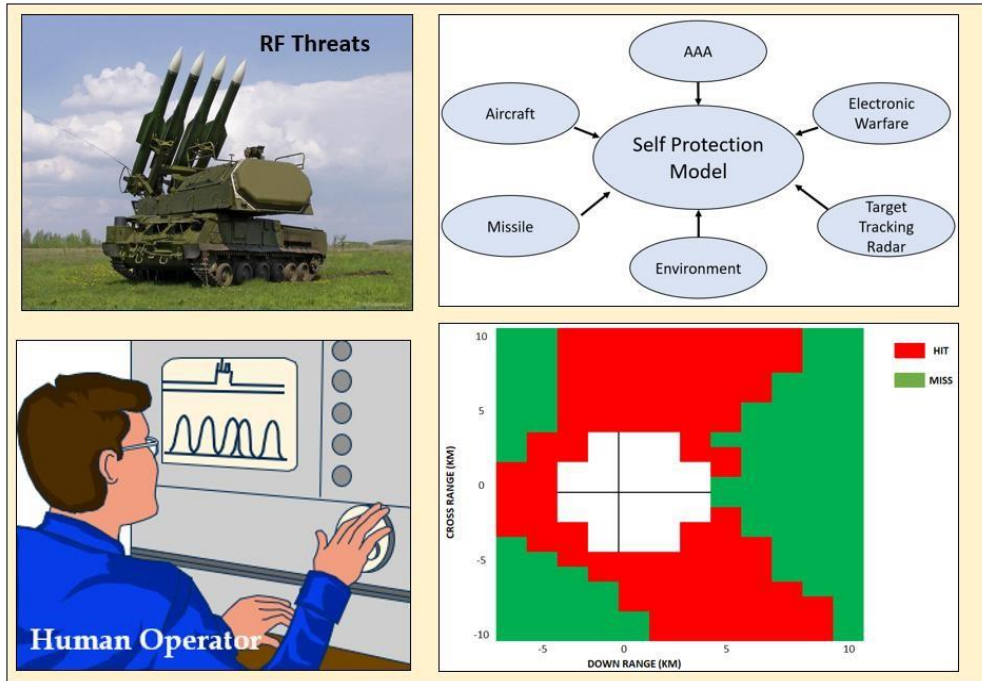 RF Threats
AAA
Aircraft
Electronic
Warfare
Self Protection
Model
Missile
Target
Tracking
Radar
Environment
Human Operator
10
5
0
-5
-10
CROSS RANGE (KM)
-5
0
5
10
DOWN RANGE (KM)
HIT
MISS